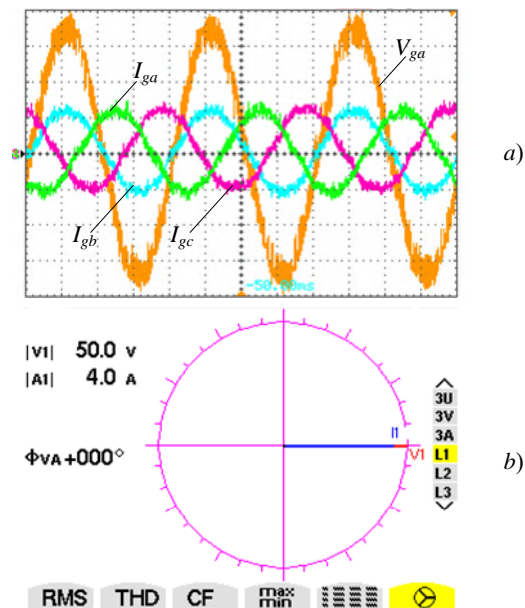 I_ga
V_ga
a)
I_gb
I_gc
-50.00ms
|V1| 50.0 V
|A1| 4.0 A
ΦVA+000°
I1
V1
3U
3V
3A
L1
L2
L3
b)
RMS THD CF max min